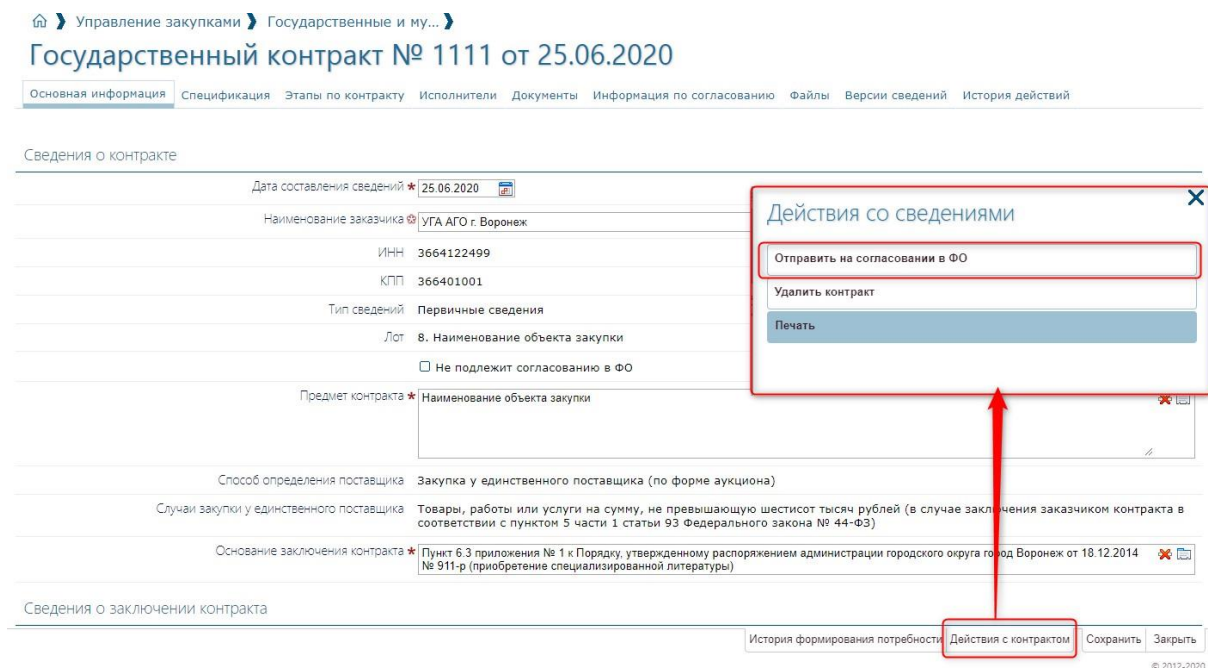 Управление закупками ❯ Государственные и му... ❯
Государственный контракт № 1111 от 25.06.2020
Основная информация Спецификация Этапы по контракту Исполнители Документы Информация по согласованию Файлы Версии сведений История действий
Сведения о контракте
Дата составления сведений * 25.06.2020
Наименование заказчика УГА АГО г. Воронеж
ИНН 3664122499
КПП 366401001
Тип сведений Первичные сведения
Лот 8. Наименование объекта закупки
Не подлежит согласованию в ФО
Предмет контракта * Наименование объекта закупки
Действия со сведениями
Отправить на согласовании в ФО
Удалить контракт
Печать
Способ определения поставщика Закупка у единственного поставщика (по форме аукциона)
Случаи закупки у единственного поставщика Товары, работы или услуги на сумму, не превышающую шестисот тысяч рублей (в случае заключения заказчиком контракта в
соответствии с пунктом 5 части 1 статьи 93 Федерального закона № 44-ФЗ)
Основание заключения контракта * Пункт 6.3 приложения № 1 к Порядку, утвержденному распоряжением администрации городского округа город Воронеж от 18.12.2014
№ 911-р (приобретение специализированной литературы)
Сведения о заключении контракта
История формирования потребности Действия с контрактом Сохранить Закрыть
© 2012-2020